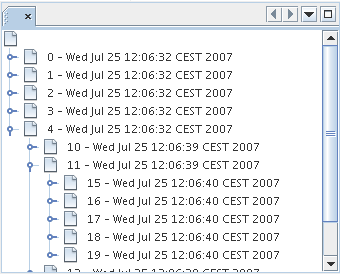 0 - Wed Jul 25 12:06:32 CEST 2007
1 - Wed Jul 25 12:06:32 CEST 2007
2 - Wed Jul 25 12:06:32 CEST 2007
3 - Wed Jul 25 12:06:32 CEST 2007
4 - Wed Jul 25 12:06:32 CEST 2007
10 - Wed Jul 25 12:06:39 CEST 2007
11 - Wed Jul 25 12:06:39 CEST 2007
15 - Wed Jul 25 12:06:40 CEST 2007
16 - Wed Jul 25 12:06:40 CEST 2007
17 - Wed Jul 25 12:06:40 CEST 2007
18 - Wed Jul 25 12:06:40 CEST 2007
19 - Wed Jul 25 12:06:40 CEST 2007